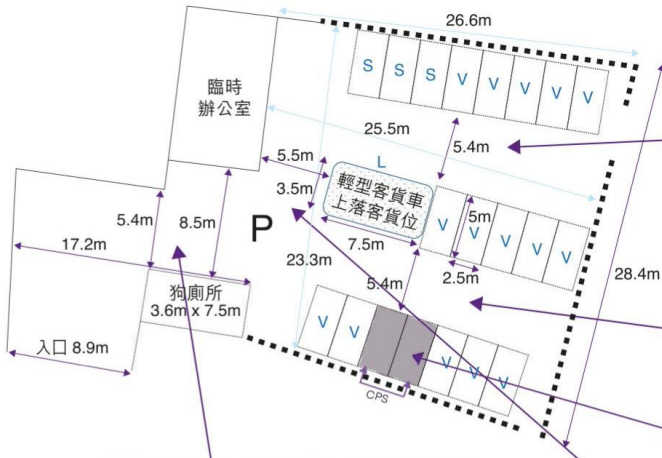 26.6m
S S S V V V V V
臨時
辦公室
25.5m
5.4m
5.5m
L
3.5m
輕型客貨車
上落客貨位
5.4m
8.5m
P
V V V V V
5m
17.2m
7.5m
2.5m
28.4m
23.3m
5.4m
狗廁所
3.6m x 7.5m
V V V V V
入口 8.9m
CPS